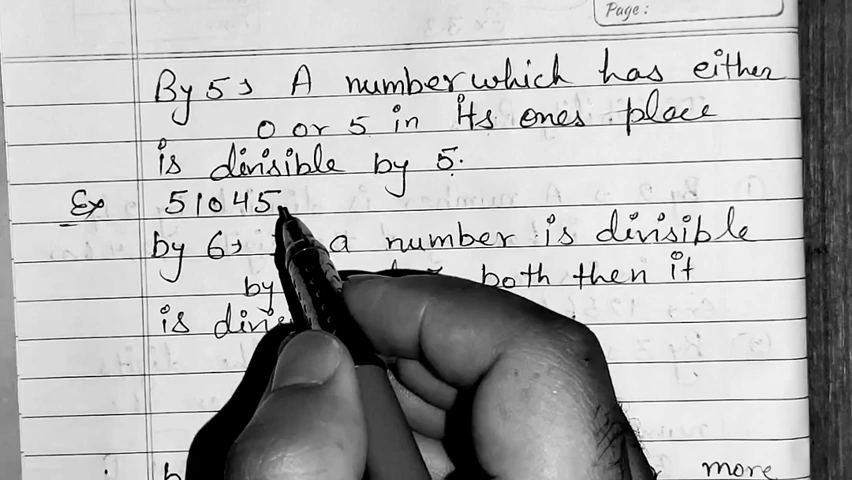 Page:
By 5 → A number which has either
0 or 5 in its ones place
is divisible by 5.
Ex 51045
by 6 → a number is divisible
by both then it
is
more